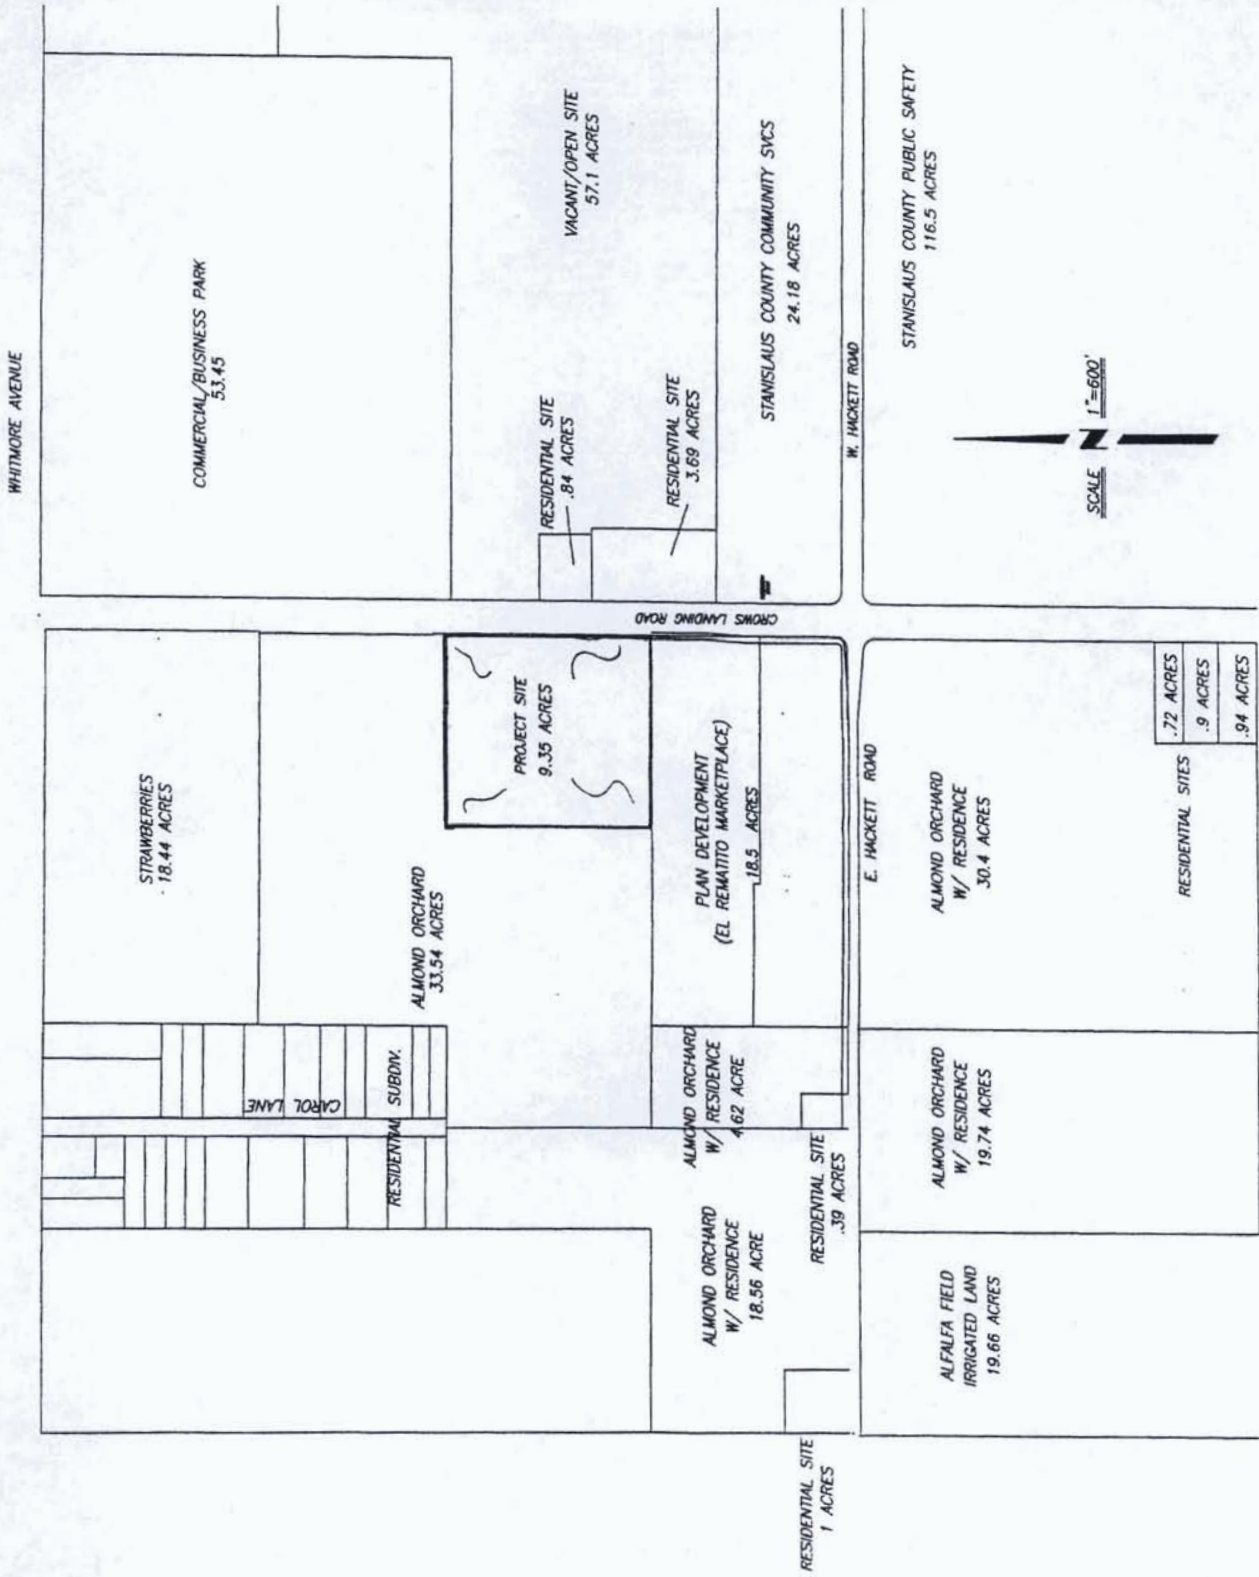 WHITMORE AVENUE
COMMERCIAL/BUSINESS PARK
53.45
VACANT/OPEN SITE
57.1 ACRES
RESIDENTIAL SITE
.84 ACRES
RESIDENTIAL SITE
3.69 ACRES
STANISLAUS COUNTY COMMUNITY SVCS
24.18 ACRES
W. HACKETT ROAD
STANISLAUS COUNTY PUBLIC SAFETY
116.5 ACRES
SCALE 1"=600'
N
CROWS LANDING ROAD
STRAWBERRIES
18.44 ACRES
ALMOND ORCHARD
33.54 ACRES
PROJECT SITE
9.35 ACRES
PLAN DEVELOPMENT
(EL REMATITO MARKETPLACE)
18.5 ACRES
E. HACKETT ROAD
ALMOND ORCHARD
W/ RESIDENCE
30.4 ACRES
RESIDENTIAL SITES
.72 ACRES
.9 ACRES
.94 ACRES
CAROL LANE
RESIDENTIAL SUBDIV.
ALMOND ORCHARD
W/ RESIDENCE
4.62 ACRE
ALMOND ORCHARD
W/ RESIDENCE
18.56 ACRE
RESIDENTIAL SITE
.39 ACRES
ALMOND ORCHARD
W/ RESIDENCE
19.74 ACRES
ALFALFA FIELD
IRRIGATED LAND
19.66 ACRES
RESIDENTIAL SITE
1 ACRES